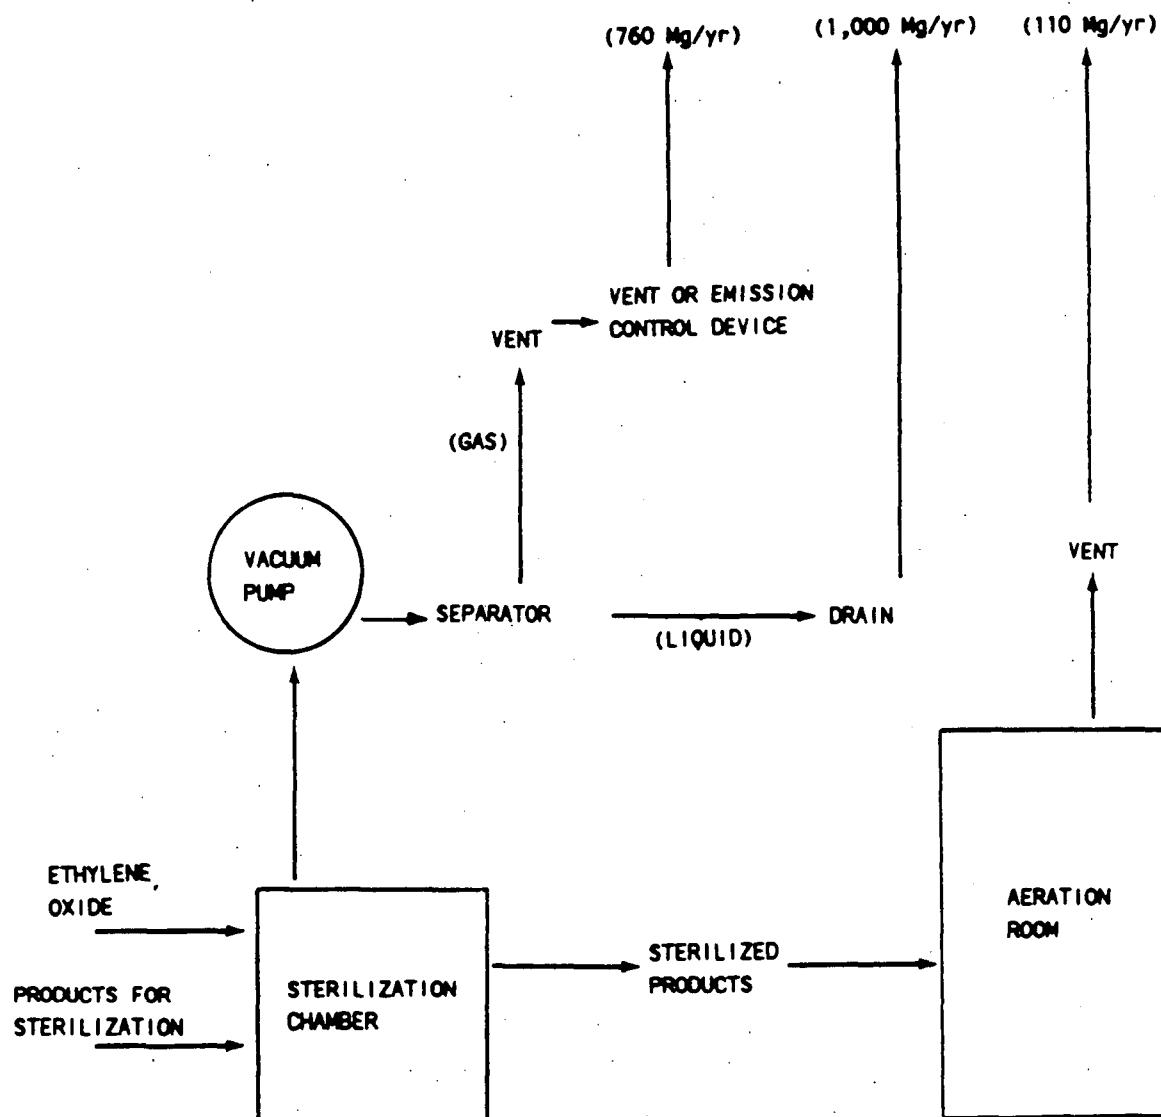 (760 Mg/yr)
(1,000 Mg/yr)
(110 Mg/yr)
VENT OR EMISSION
CONTROL DEVICE
VENT
(GAS)
VACUUM
PUMP
VENT
SEPARATOR
(LIQUID)
DRAIN
ETHYLENE
OXIDE
AERATION
ROOM
STERILIZED
PRODUCTS
PRODUCTS FOR
STERILIZATION
STERILIZATION
CHAMBER